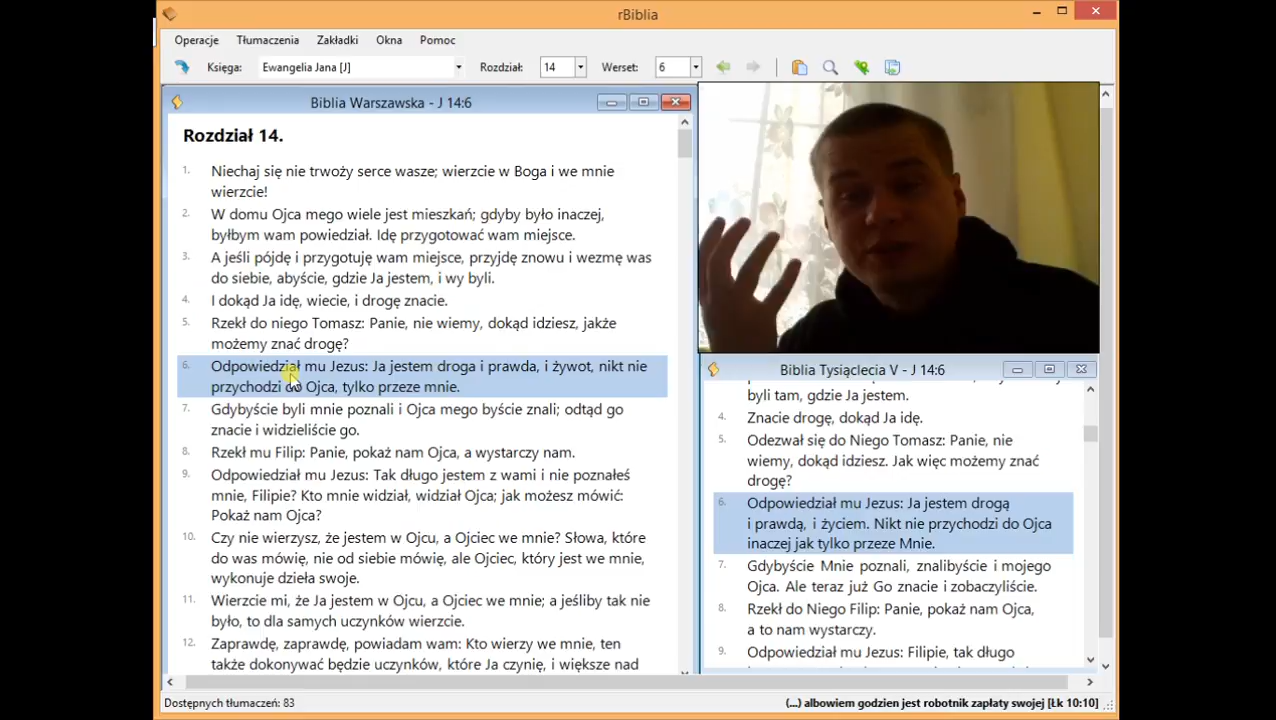 rBiblia
Operacje Tłumaczenia Zakładki Okna Pomoc
Księga: Ewangelia Jana [J] Rozdział: 14 Werset: 6
Biblia Warszawska - J 14:6
Rozdział 14.
1. Niechaj się nie trwoży serce wasze; wierzcie w Boga i we mnie
wierzcie!
2. W domu Ojca mego wiele jest mieszkań; gdyby było inaczej,
byłbym wam powiedział. Idę przygotować wam miejsce.
3. A jeśli pójdę i przygotuję wam miejsce, przyjdę znowu i wezmę was
do siebie, abyście, gdzie Ja jestem, i wy byli.
4. I dokąd Ja idę, wiecie, i drogę znacie.
5. Rzekł do niego Tomasz: Panie, nie wiemy, dokąd idziesz, jakże
możemy znać drogę?
6. Odpowiedział mu Jezus: Ja jestem droga i prawda, i żywot, nikt nie
przychodzi do Ojca, tylko przeze mnie.
7. Gdybyście byli mnie poznali i Ojca mego byście znali; odtąd go
znacie i widzieliście go.
8. Rzekł mu Filip: Panie, pokaż nam Ojca, a wystarczy nam.
9. Odpowiedział mu Jezus: Tak długo jestem z wami i nie poznałeś
mnie, Filipie? Kto mnie widział, widział Ojca; jak możesz mówić:
Pokaż nam Ojca?
10. Czy nie wierzysz, że jestem w Ojcu, a Ojciec we mnie? Słowa, które
do was mówię, nie od siebie mówię, ale Ojciec, który jest we mnie,
wykonuje dzieła swoje.
11. Wierzcie mi, że Ja jestem w Ojcu, a Ojciec we mnie; a jeśliby tak nie
było, to dla samych uczynków wierzcie.
12. Zaprawdę, zaprawdę, powiadam wam: Kto wierzy we mnie, ten
także dokonywać będzie uczynków, które Ja czynię, i większe nad
Biblia Tysiąclecia V - J 14:6
byli tam, gdzie Ja jestem.
4. Znacie drogę, dokąd Ja idę.
5. Odezwał się do Niego Tomasz: Panie, nie
wiemy, dokąd idziesz. Jak więc możemy znać
drogę?
6. Odpowiedział mu Jezus: Ja jestem drogą
i prawdą, i życiem. Nikt nie przychodzi do Ojca
inaczej jak tylko przeze Mnie.
7. Gdybyście Mnie poznali, znalibyście i mojego
Ojca. Ale teraz już Go znacie i zobaczyliście.
8. Rzekł do Niego Filip: Panie, pokaż nam Ojca,
a to nam wystarczy.
9. Odpowiedział mu Jezus: Filipie, tak długo
Dostępnych tłumaczeń: 83
(...) albowiem godzien jest robotnik zapłaty swojej [Łk 10:10]